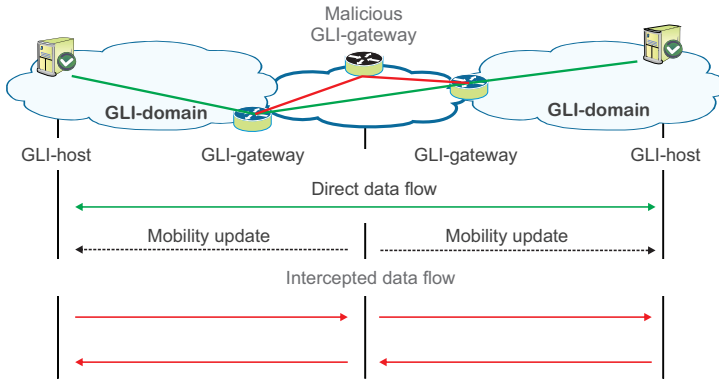 Malicious
GLI-gateway
GLI-domain
GLI-domain
GLI-host
GLI-gateway
GLI-gateway
GLI-host
Direct data flow
Mobility update
Mobility update
Intercepted data flow